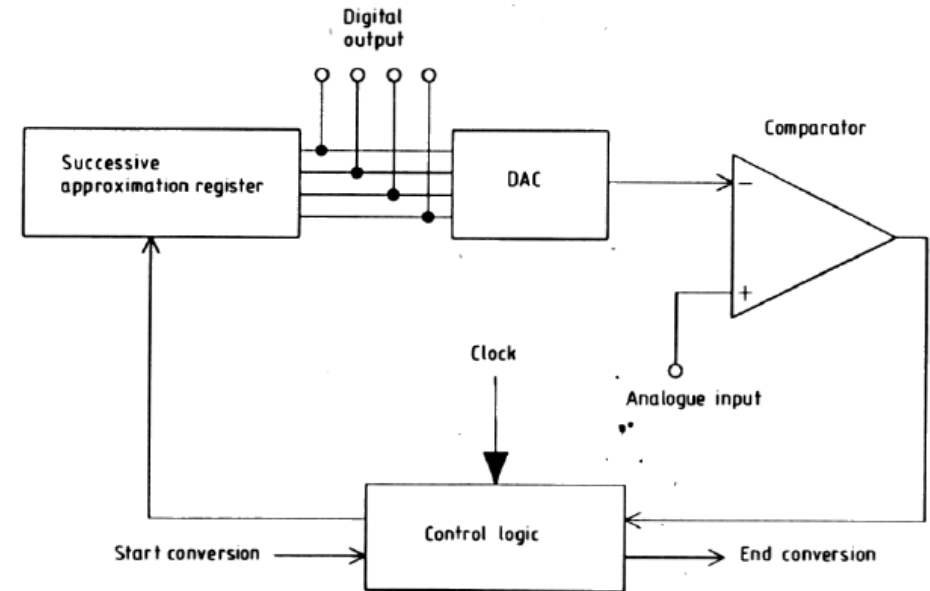 Digital
output
Comparator
Successive
approximation register
DAC
−
+
Clock
Analogue input
Control logic
Start conversion
End conversion